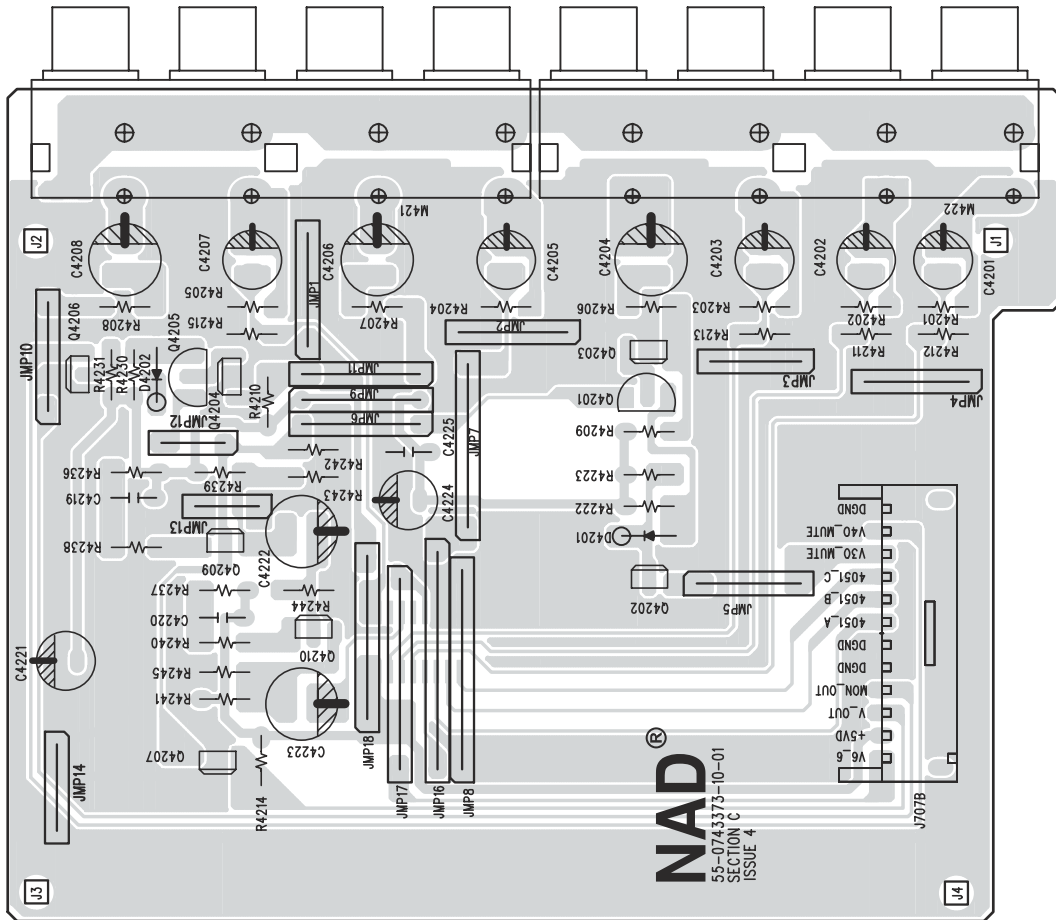 M421
M422
J2
C4208
C4207
C4206
C4205
C4204
C4203
C4202
C4201
J1
Q4206
R4208
Q4205
R4205
R4215
JMP1
R4207
R4204
JMP2
R4206
R4203
R4213
R4202
R4211
R4201
R4212
JMP10
R4231
R4230
D4202
Q4204
R4210
JMP11
JMP9
JMP6
Q4203
Q4201
JMP3
JMP4
JMP12
R4209
R4236
R4239
R4242
R4243
C4225
C4224
JMP7
R4223
C4219
JMP13
R4222
R4238
Q4209
C4222
D4201
R4237
R4244
Q4202
JMP5
C4220
R4240
Q4210
C4221
R4245
R4241
C4223
Q4207
R4214
JMP14
JMP18
JMP17
JMP16
JMP8
DGND
V40_MUTE
V30_MUTE
4051_C
4051_B
4051_A
DGND
DGND
MON_OUT
V_OUT
+5VD
V6_6
J707B
NAD®
55-0743373-10-01
SECTION C
ISSUE 4
J3
J4